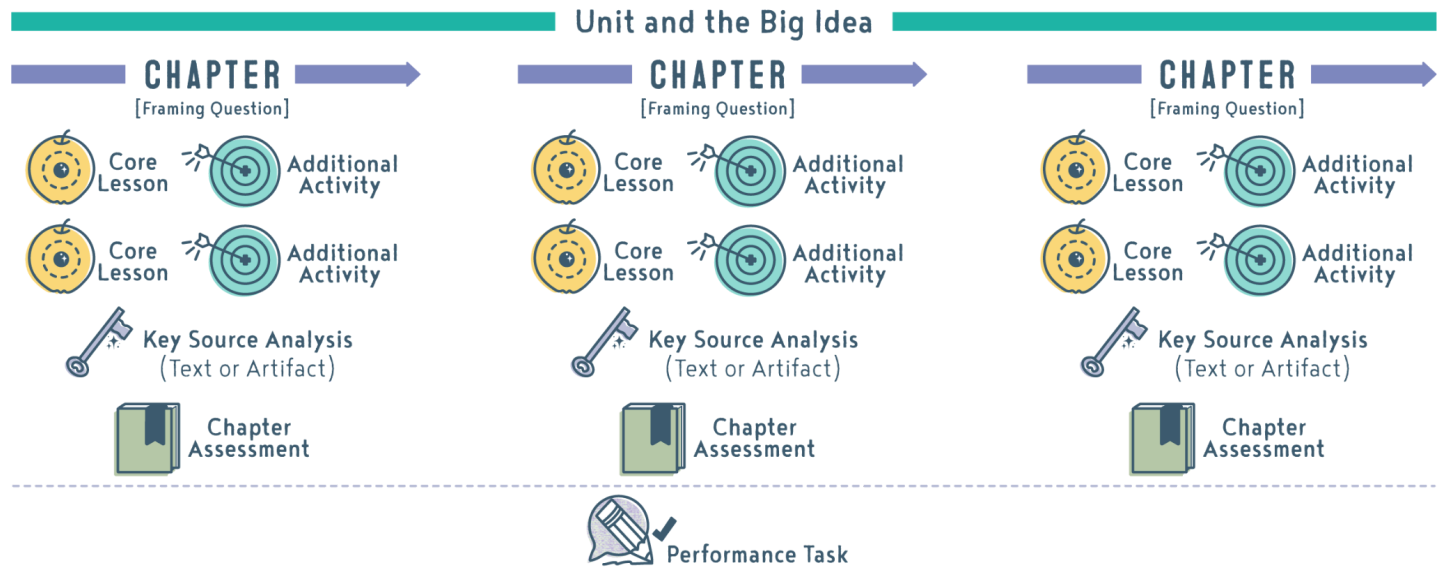 Unit and the Big Idea
CHAPTER
[Framing Question]
Core
Lesson
Additional
Activity
Core
Lesson
Additional
Activity
Key Source Analysis
(Text or Artifact)
Chapter
Assessment
CHAPTER
[Framing Question]
Core
Lesson
Additional
Activity
Core
Lesson
Additional
Activity
Key Source Analysis
(Text or Artifact)
Chapter
Assessment
CHAPTER
[Framing Question]
Core
Lesson
Additional
Activity
Core
Lesson
Additional
Activity
Key Source Analysis
(Text or Artifact)
Chapter
Assessment
Performance Task